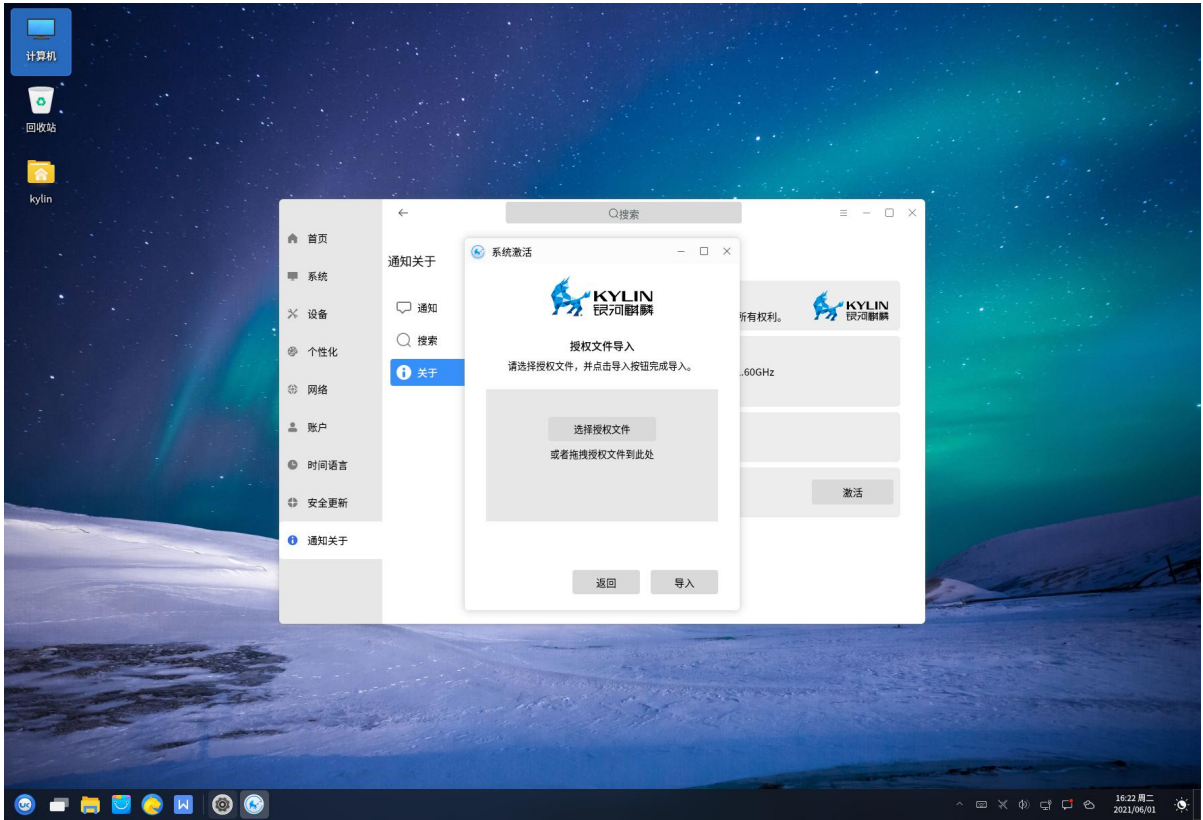 计算机
回收站
kylin
搜索
首页
系统
设备
个性化
网络
账户
时间语言
安全更新
通知关于
通知关于
通知
搜索
关于
系统激活
KYLIN
银河麒麟
授权文件导入
请选择授权文件，并点击导入按钮完成导入。
选择授权文件
或者拖拽授权文件到此处
返回
导入
所有权利。
KYLIN
银河麒麟
.60GHz
激活
16:22 周二
2021/06/01